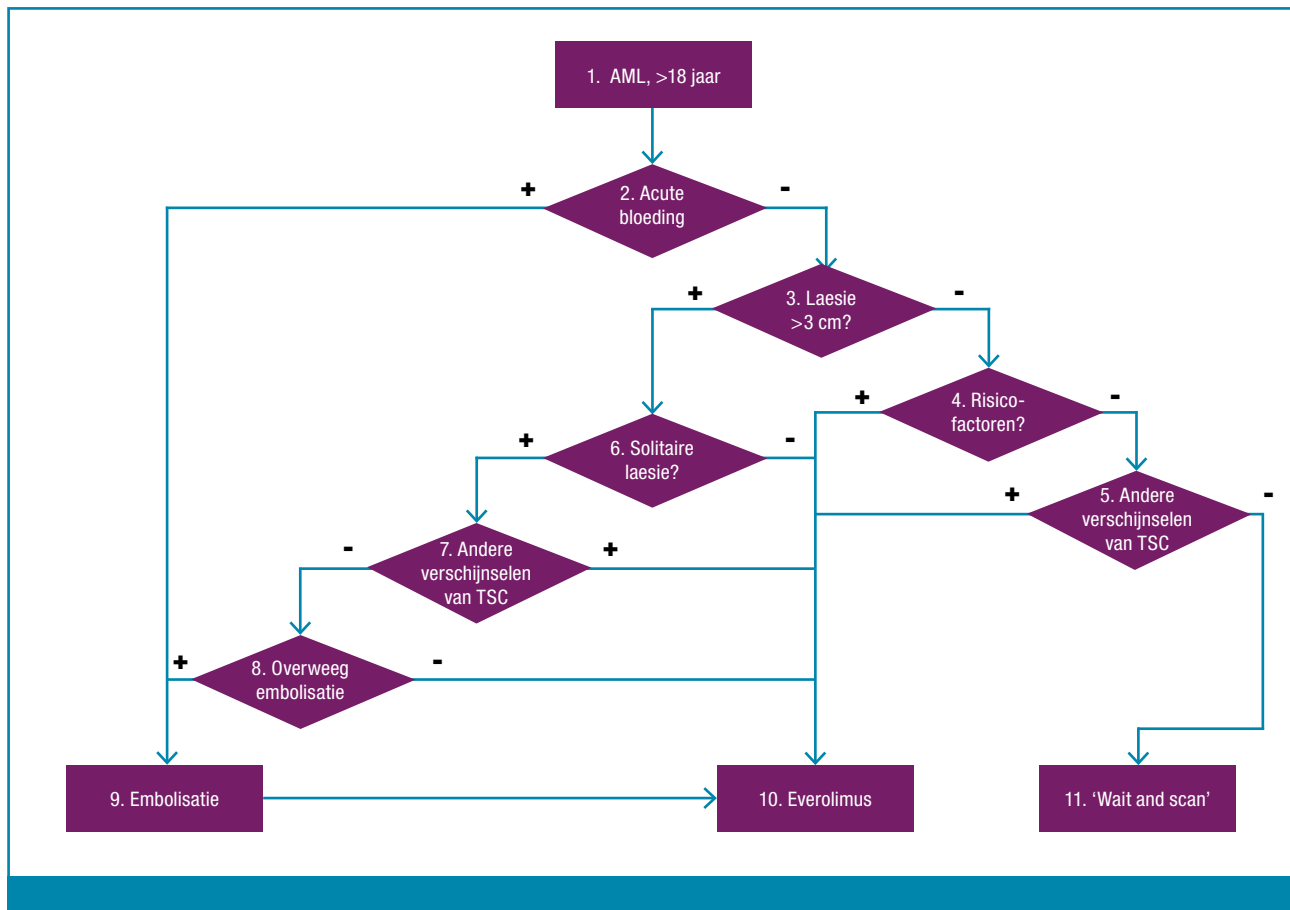 1. AML, >18 jaar
+
-
2. Acute
bloeding
+
-
3. Laesie
>3 cm?
+
-
4. Risico-
factoren?
+
-
6. Solitaire
laesie?
+
-
5. Andere
verschijnselen
van TSC
-
+
7. Andere
verschijnselen
van TSC
+
-
8. Overweeg
embolisatie
9. Embolisatie
10. Everolimus
11. ‘Wait and scan’